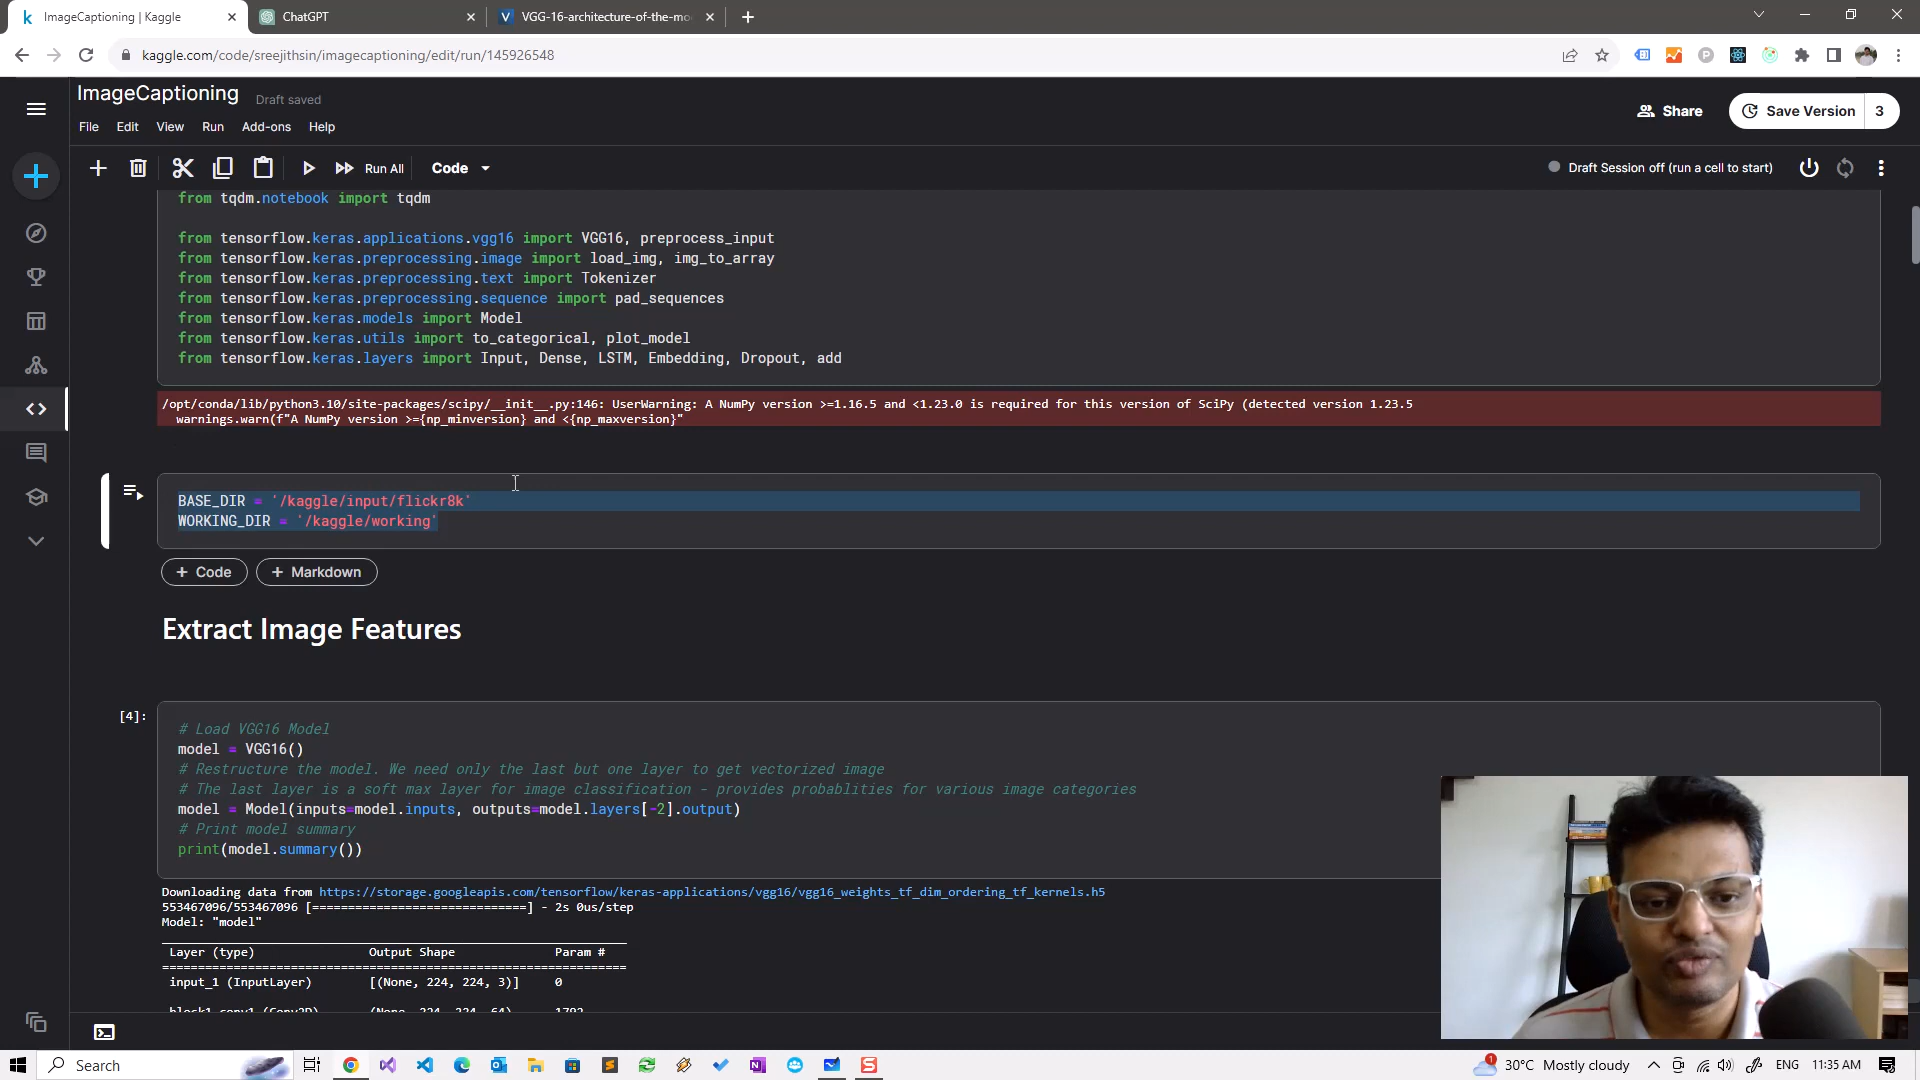 ImageCaptioning | Kaggle
ChatGPT
VGG-16-architecture-of-the-mo
kaggle.com/code/sreejithsin/imagecaptioning/edit/run/145926548
ImageCaptioning
Draft saved
File Edit View Run Add-ons Help
Share
Save Version 3
Run All
Code
Draft Session off (run a cell to start)
from tqdm.notebook import tqdm
from tensorflow.keras.applications.vgg16 import VGG16, preprocess_input
from tensorflow.keras.preprocessing.image import load_img, img_to_array
from tensorflow.keras.preprocessing.text import Tokenizer
from tensorflow.keras.preprocessing.sequence import pad_sequences
from tensorflow.keras.models import Model
from tensorflow.keras.utils import to_categorical, plot_model
from tensorflow.keras.layers import Input, Dense, LSTM, Embedding, Dropout, add
/opt/conda/lib/python3.10/site-packages/scipy/__init__.py:146: UserWarning: A NumPy version >=1.16.5 and <1.23.0 is required for this version of SciPy (detected version 1.23.5
warnings.warn(f"A NumPy version >={np_minversion} and <{np_maxversion}"
BASE_DIR = '/kaggle/input/flickr8k'
WORKING_DIR = '/kaggle/working'
+ Code
+ Markdown
Extract Image Features
[4]:
# Load VGG16 Model
model = VGG16()
# Restructure the model. We need only the last but one layer to get vectorized image
# The last layer is a soft max layer for image classification - provides probablities for various image categories
model = Model(inputs=model.inputs, outputs=model.layers[-2].output)
# Print model summary
print(model.summary())
Downloading data from https://storage.googleapis.com/tensorflow/keras-applications/vgg16/vgg16_weights_tf_dim_ordering_tf_kernels.h5
553467096/553467096 [==============================] - 2s 0us/step
Model: "model"
Layer (type) Output Shape Param #
=================================================================
input_1 (InputLayer) [(None, 224, 224, 3)] 0
block1_conv1 (Conv2D) (None, 224, 224, 64) 1792
Search
1
30°C Mostly cloudy
ENG
11:35 AM